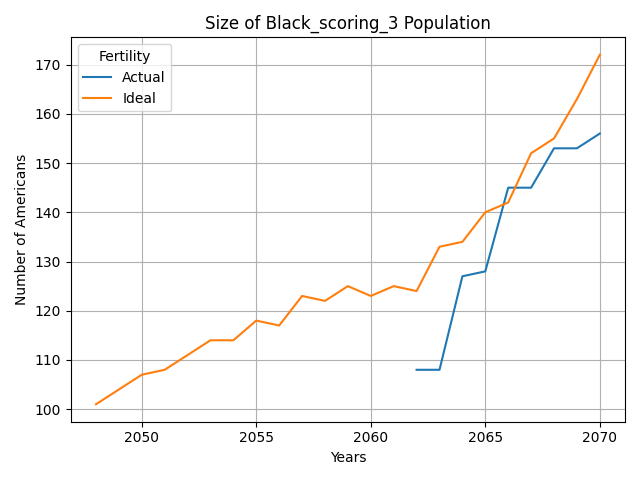 Size of Black_scoring_3 Population
Fertility
Actual
Ideal
Number of Americans
170
160
150
140
130
120
110
100
2050
2055
2060
2065
2070
Years